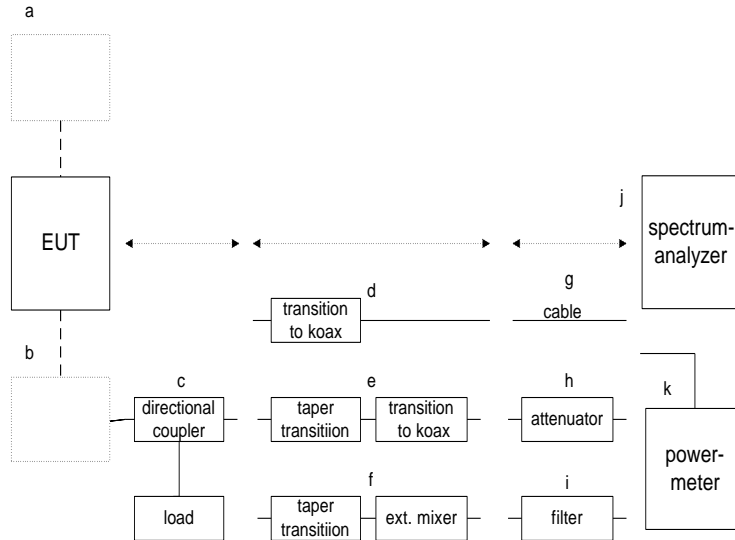 a
j
EUT
spectrum-
analyzer
d
g
transition
to koax
cable
b
c
e
h
k
directional
coupler
taper
transitiion
transition
to koax
attenuator
power-
meter
f
i
load
taper
transitiion
ext. mixer
filter